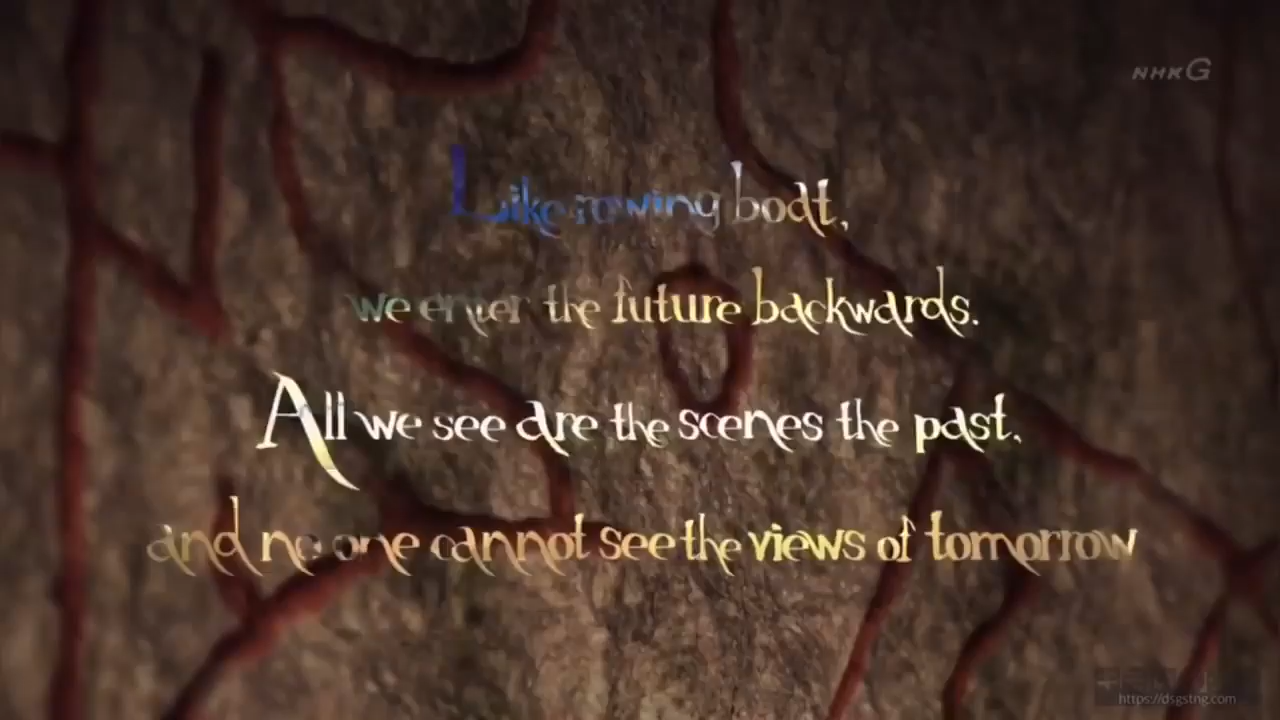 NHK G
Like rowing boat,
we enter the future backwards.
All we see are the scenes the past,
and no one cannot see the views of tomorrow
https://dsgstng.com